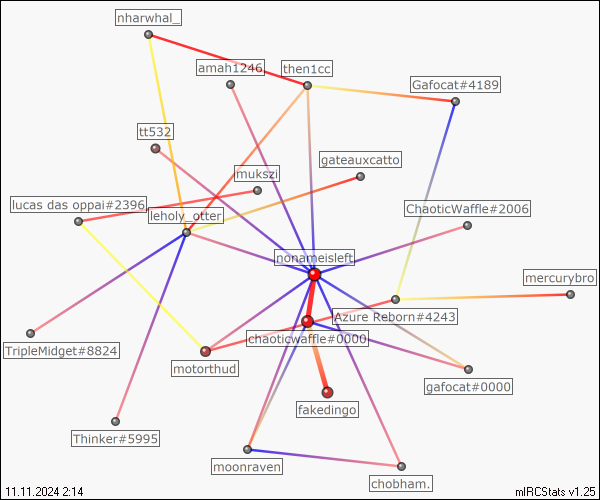 nharwhal_
amah1246
then1cc
Gafocat#4189
tt532
gateauxcatto
mukszi
lucas das oppai#2396
leholy_otter
ChaoticWaffle#2006
nonameisleft
mercurybro
Azure Reborn#4243
chaoticwaffle#0000
TripleMidget#8824
motorthud
gafocat#0000
fakedingo
Thinker#5995
moonraven
chobham.
11.11.2024 2:14
mIRCStats v1.25